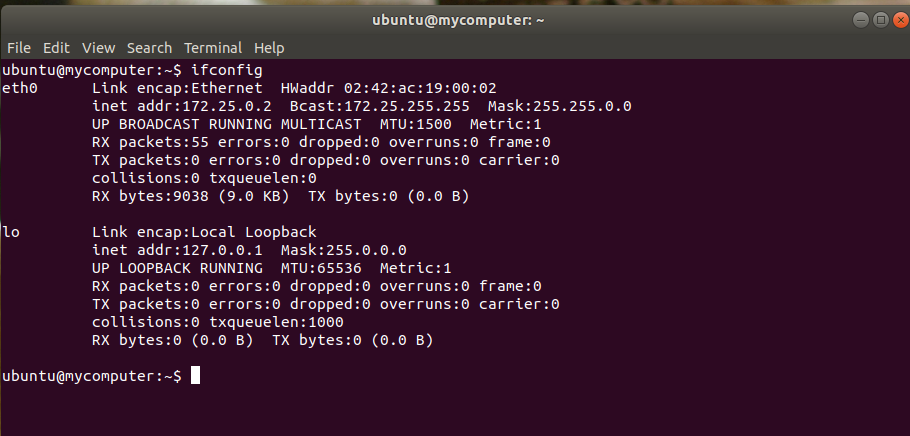 ubuntu@mycomputer: ~
File Edit View Search Terminal Help
ubuntu@mycomputer:~$ ifconfig
eth0      Link encap:Ethernet  HWaddr 02:42:ac:19:00:02
          inet addr:172.25.0.2  Bcast:172.25.255.255  Mask:255.255.0.0
          UP BROADCAST RUNNING MULTICAST  MTU:1500  Metric:1
          RX packets:55 errors:0 dropped:0 overruns:0 frame:0
          TX packets:0 errors:0 dropped:0 overruns:0 carrier:0
          collisions:0 txqueuelen:0
          RX bytes:9038 (9.0 KB)  TX bytes:0 (0.0 B)

lo        Link encap:Local Loopback
          inet addr:127.0.0.1  Mask:255.0.0.0
          UP LOOPBACK RUNNING  MTU:65536  Metric:1
          RX packets:0 errors:0 dropped:0 overruns:0 frame:0
          TX packets:0 errors:0 dropped:0 overruns:0 carrier:0
          collisions:0 txqueuelen:1000
          RX bytes:0 (0.0 B)  TX bytes:0 (0.0 B)

ubuntu@mycomputer:~$